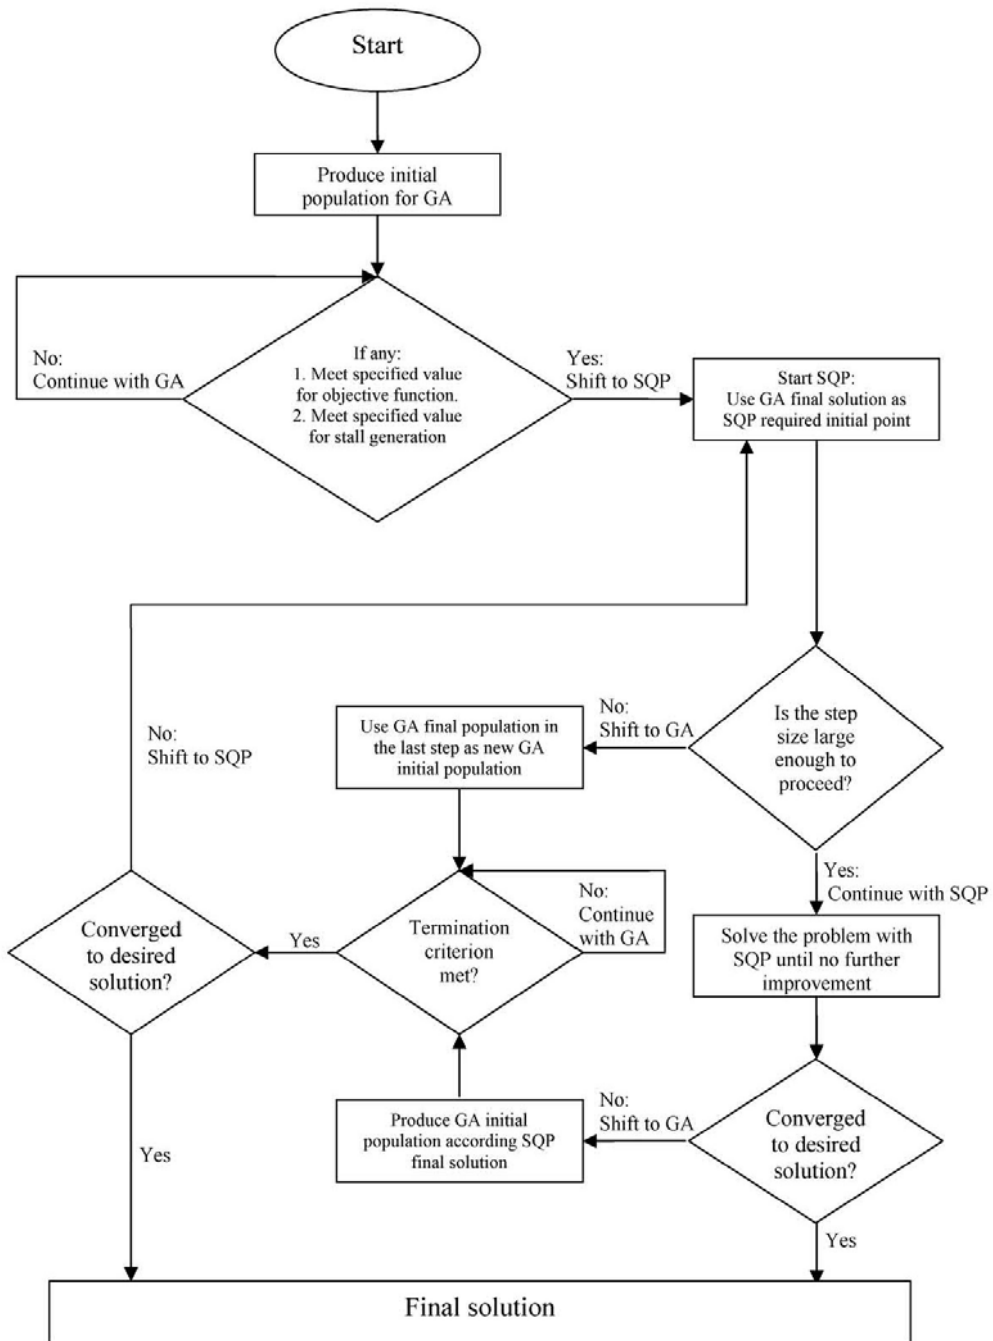 Start
Produce initial
population for GA
No:
Continue with GA
If any:
1. Meet specified value
for objective function.
2. Meet specified value
for stall generation
Yes:
Shift to SQP
Start SQP:
Use GA final solution as
SQP required initial point
No:
Shift to SQP
Use GA final population in
the last step as new GA
initial population
No:
Shift to GA
Is the step
size large
enough to
proceed?
Yes:
Continue with SQP
Converged
to desired
solution?
Yes
Termination
criterion
met?
No:
Continue
with GA
Solve the problem with
SQP until no further
improvement
Produce GA initial
population according SQP
final solution
No:
Shift to GA
Converged
to desired
solution?
Yes
Yes
Final solution